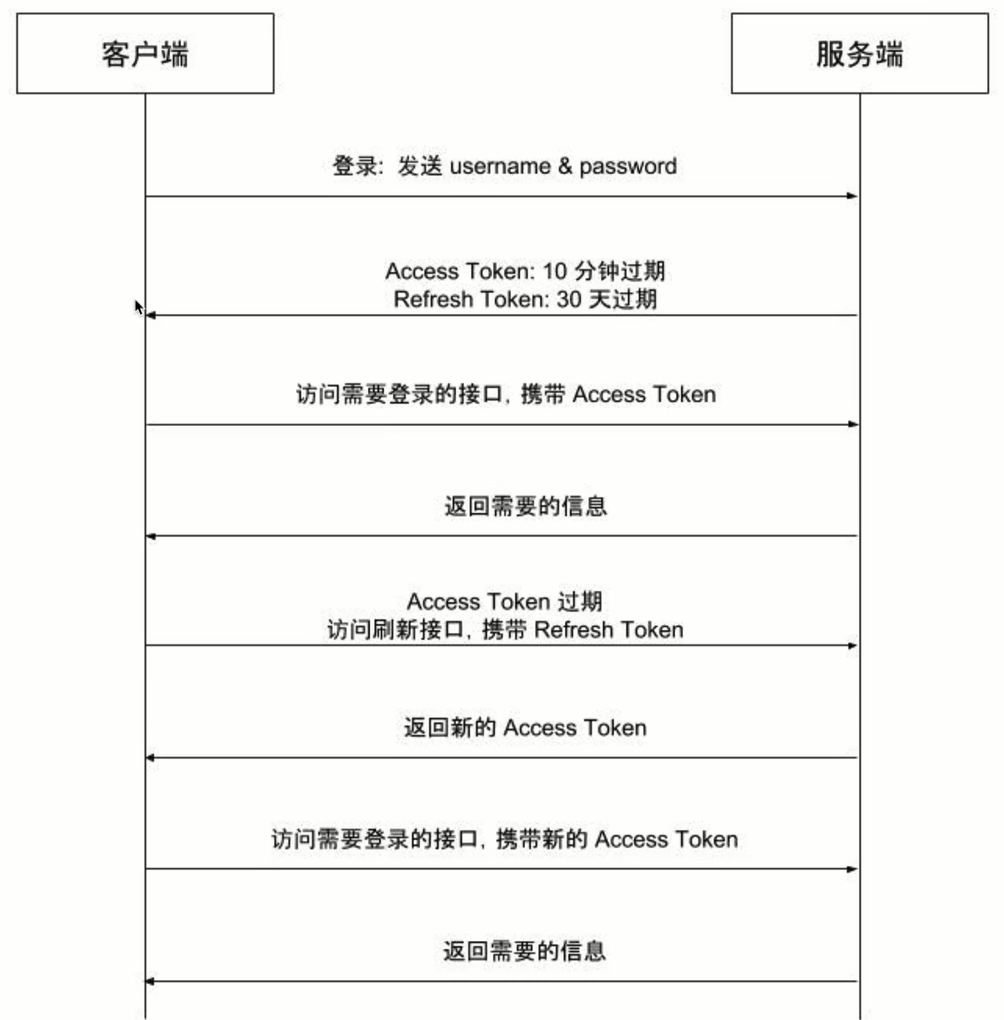 客户端
服务端
登录: 发送 username & password
Access Token: 10 分钟过期
Refresh Token: 30 天过期
访问需要登录的接口, 携带 Access Token
返回需要的信息
Access Token 过期
访问刷新接口, 携带 Refresh Token
返回新的 Access Token
访问需要登录的接口, 携带新的 Access Token
返回需要的信息